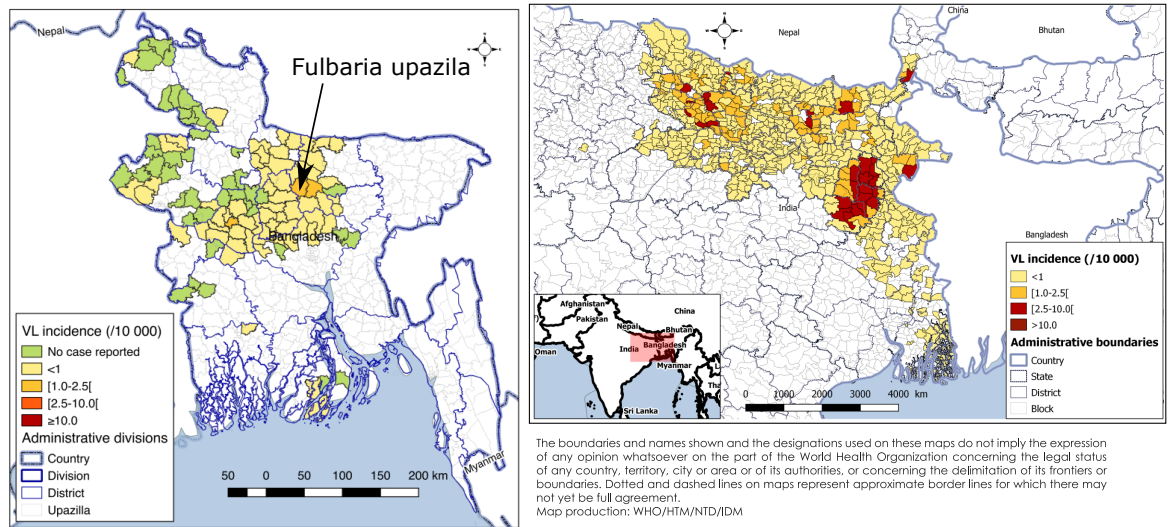 Nepal
Fulbaria upazila
Bangladesh
Myanmar
VL incidence (/10 000)
No case reported
<1
[1.0-2.5[
[2.5-10.0[
≥10.0
Administrative divisions
Country
Division
District
Upazilla
50 0 50 100 150 200 km
China
Nepal
Bhutan
India
Bangladesh
VL incidence (/10 000)
<1
[1.0-2.5[
[2.5-10.0[
>10.0
Administrative boundaries
Country
State
District
Block
Afghanistan
China
Pakistan
Nepal
Bhutan
Oman
India
Bangladesh
Myanmar
Tha
Sri Lanka
1000 0 1000 2000 3000 4000 km
The boundaries and names shown and the designations used on these maps do not imply the expression
of any opinion whatsoever on the part of the World Health Organization concerning the legal status
of any country, territory, city or area or of its authorities, or concerning the delimitation of its frontiers or
boundaries. Dotted and dashed lines on maps represent approximate border lines for which there may
not yet be full agreement.
Map production: WHO/HTM/NTD/IDM